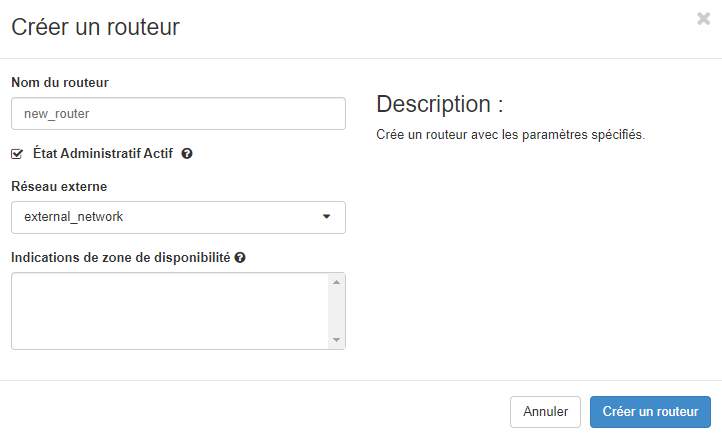 Créer un routeur
Nom du routeur
new_router
État Administratif Actif
Réseau externe
external_network
Indications de zone de disponibilité
Description :
Crée un routeur avec les paramètres spécifiés.
Annuler
Créer un routeur